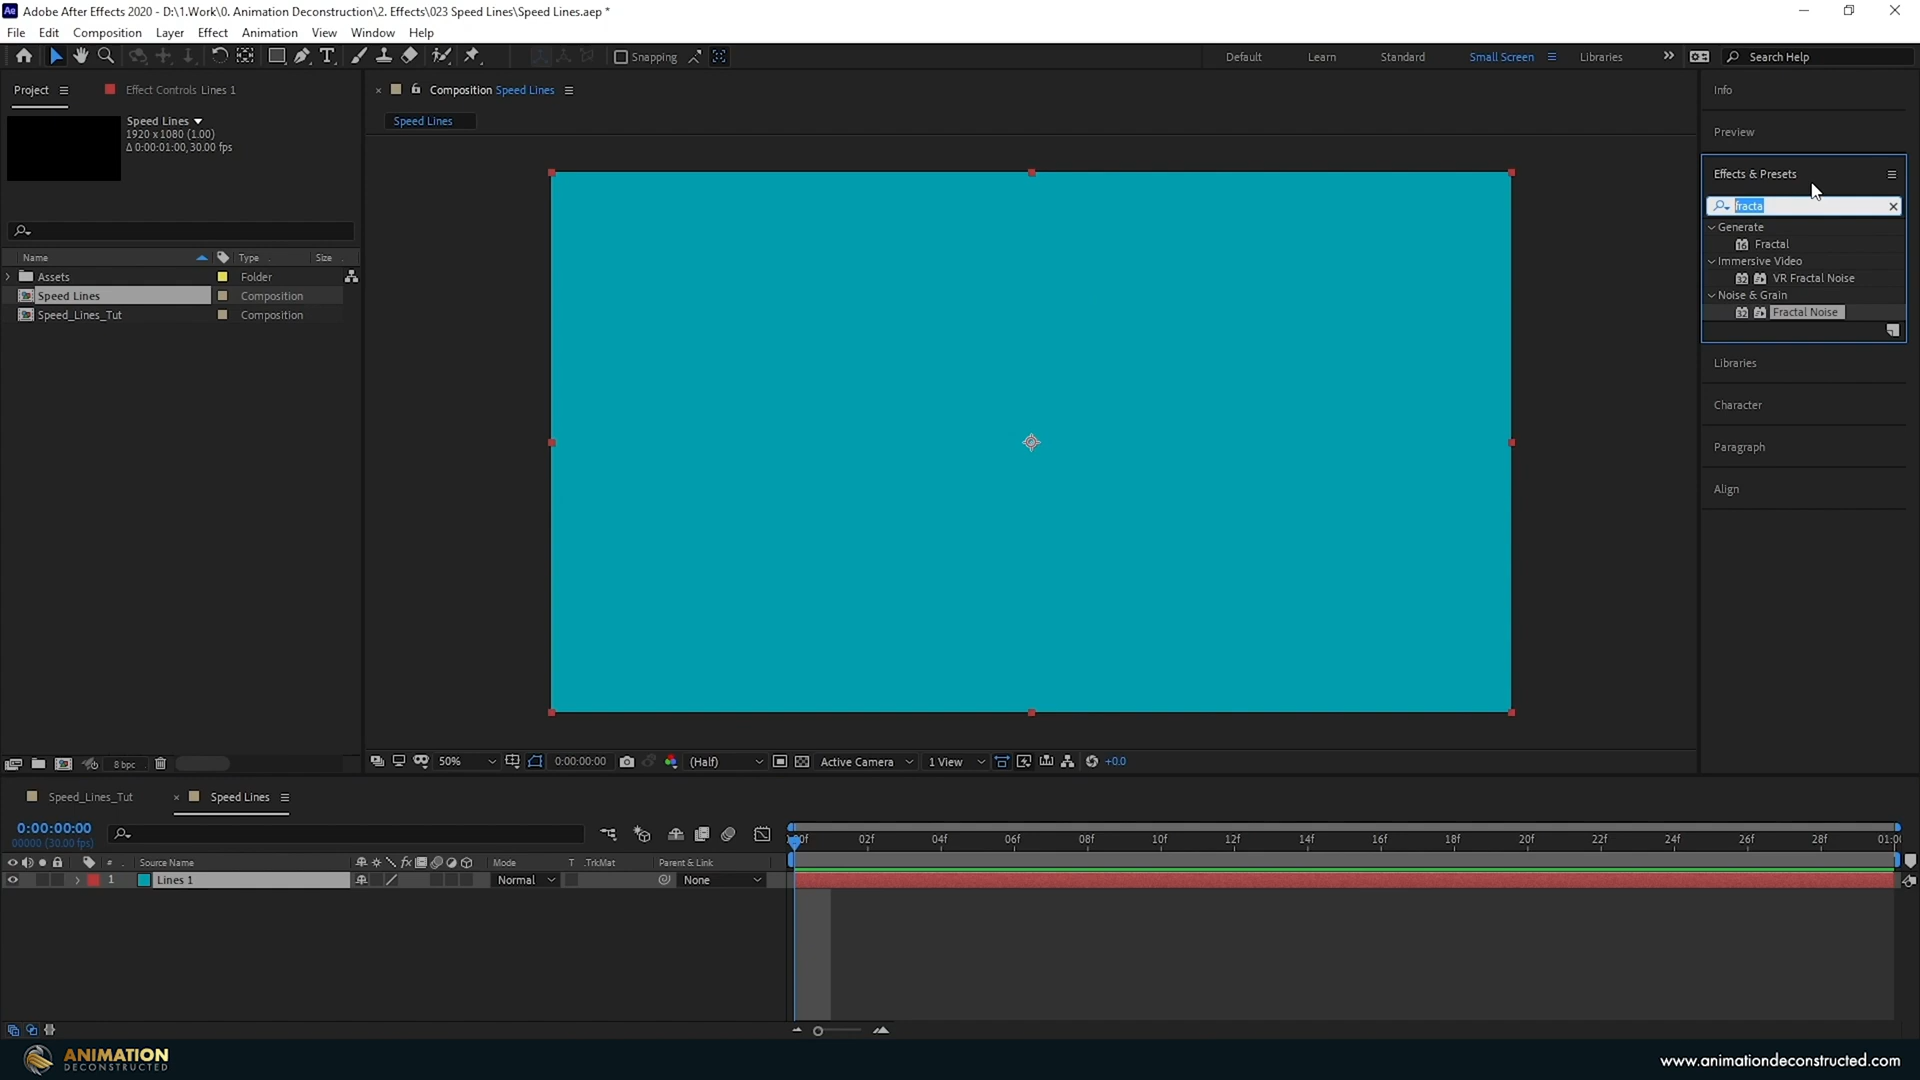 Adobe After Effects 2020 - D:\1.Work\0. Animation Deconstruction\2. Effects\023 Speed Lines\Speed Lines.aep *
File Edit Composition Layer Effect Animation View Window Help
Snapping Default Learn Standard Small Screen Libraries Search Help
Project Effect Controls Lines 1
Composition Speed Lines
Info
Speed Lines
1920 x 1080 (1.00)
Δ 0:00:01:00, 30.00 fps
Speed Lines
Preview
Effects & Presets
fracta
Generate
Fractal
Immersive Video
VR Fractal Noise
Noise & Grain
Fractal Noise
Libraries
Character
Paragraph
Align
Name Type Size
Assets Folder
Speed Lines Composition
Speed_Lines_Tut Composition
8 bpc
50% 0:00:00:00 (Half) Active Camera 1 View +0.0
Speed_Lines_Tut Speed Lines
0:00:00:00
00000 (30.00 fps)
02f 04f 06f 08f 10f 12f 14f 16f 18f 20f 22f 24f 26f 28f
# Source Name Mode T .TrkMat Parent & Link
1 Lines 1 Normal None
ANIMATION
DECONSTRUCTED
www.animationdeconstructed.com